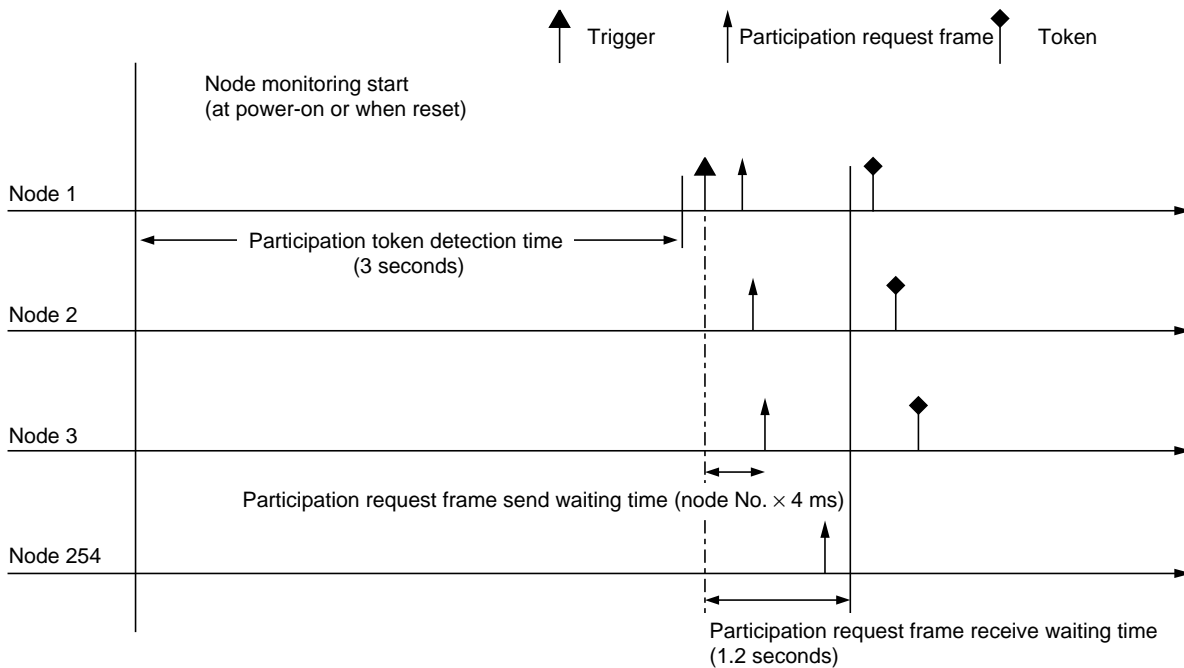 Trigger
Participation request frame
Token
Node monitoring start
(at power-on or when reset)
Node 1
Participation token detection time
(3 seconds)
Node 2
Node 3
Participation request frame send waiting time (node No. × 4 ms)
Node 254
Participation request frame receive waiting time
(1.2 seconds)